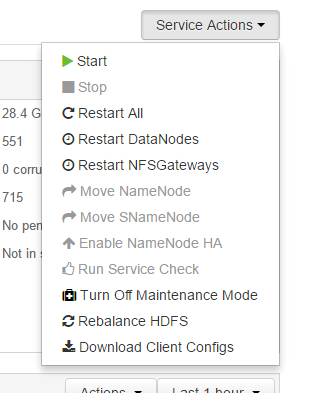 Service Actions
Start
Stop
28.4 G
Restart All
551
Restart DataNodes
0 corru
Restart NFSGateways
715
Move NameNode
No pen
Move SNameNode
Not in s
Enable NameNode HA
Run Service Check
Turn Off Maintenance Mode
Rebalance HDFS
Download Client Configs
Actions
Last 1 hour